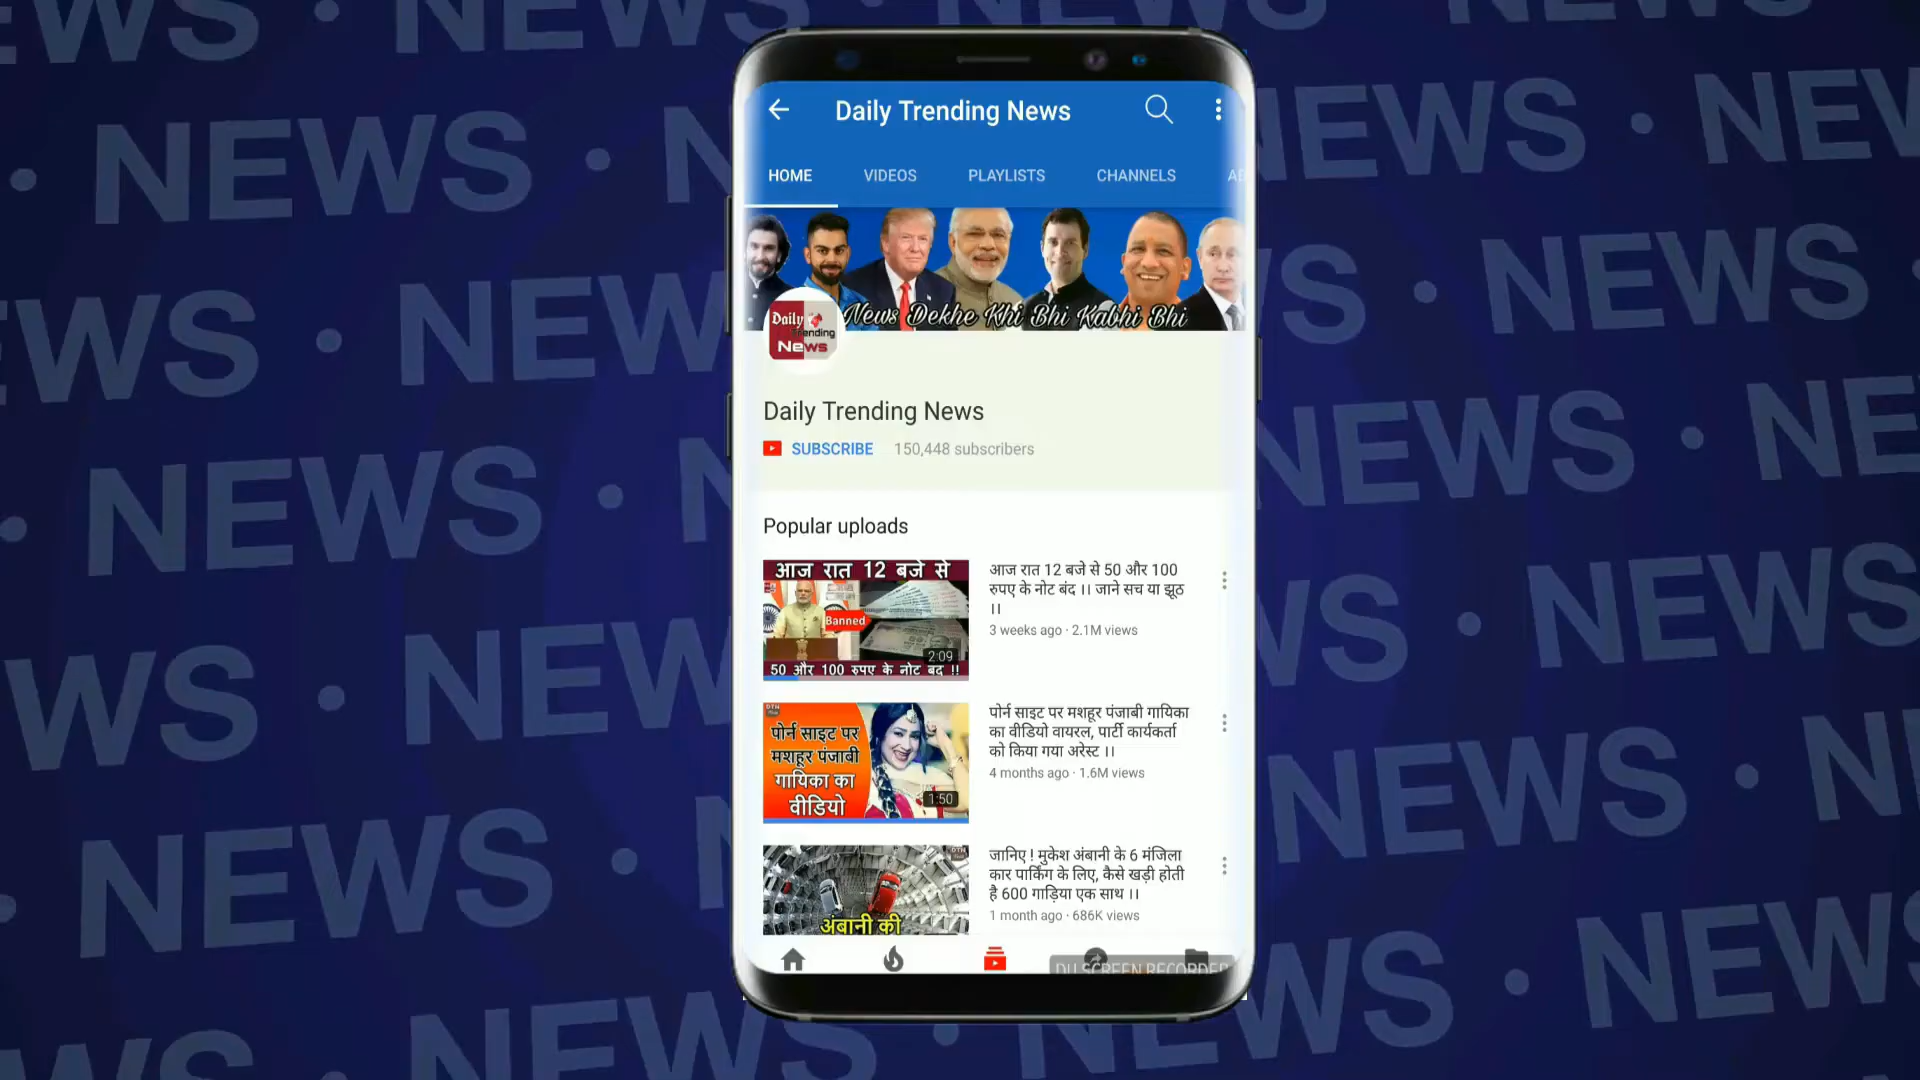 NEWS • NEWS
Daily Trending News
HOME VIDEOS PLAYLISTS CHANNELS
News Dekhe Khi Bhi Kabhi Bhi
Daily
Trending
News
Daily Trending News
SUBSCRIBE 150,448 subscribers
Popular uploads
आज रात 12 बजे से
Banned
2:09
50 और 100 रुपए के नोट बंद !!
आज रात 12 बजे से 50 और 100
रुपए के नोट बंद ।। जाने सच या झूठ
।।
3 weeks ago · 2.1M views
DTN
पोर्न साइट पर
मशहूर पंजाबी
गायिका का
वीडियो
1:50
पोर्न साइट पर मशहूर पंजाबी गायिका
का वीडियो वायरल, पार्टी कार्यकर्ता
को किया गया अरेस्ट ।।
4 months ago · 1.6M views
DTN
अंबानी की
जानिए ! मुकेश अंबानी के 6 मंजिला
कार पार्किंग के लिए, कैसे खड़ी होती
है 600 गाड़िया एक साथ ।।
1 month ago · 686K views
DU SCREEN RECORDER